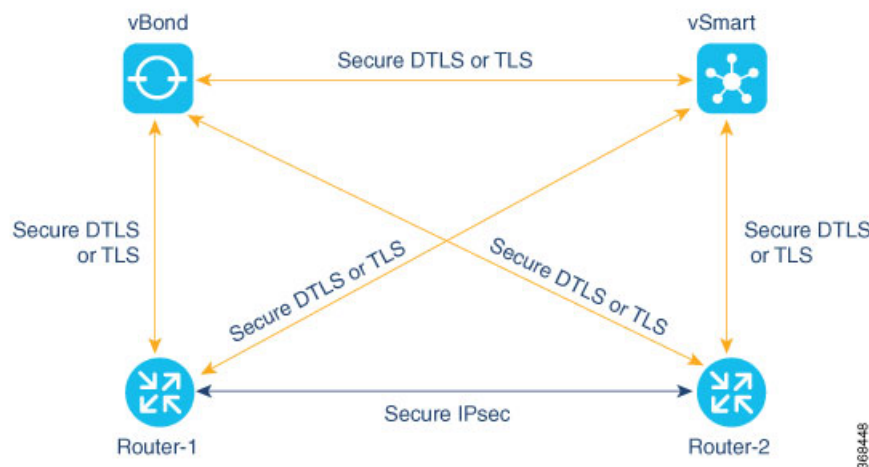 vBond
vSmart
Secure DTLS or TLS
Secure DTLS
or TLS
Secure DTLS or TLS
Secure DTLS or TLS
Secure DTLS
or TLS
Secure IPsec
Router-1
Router-2
368448